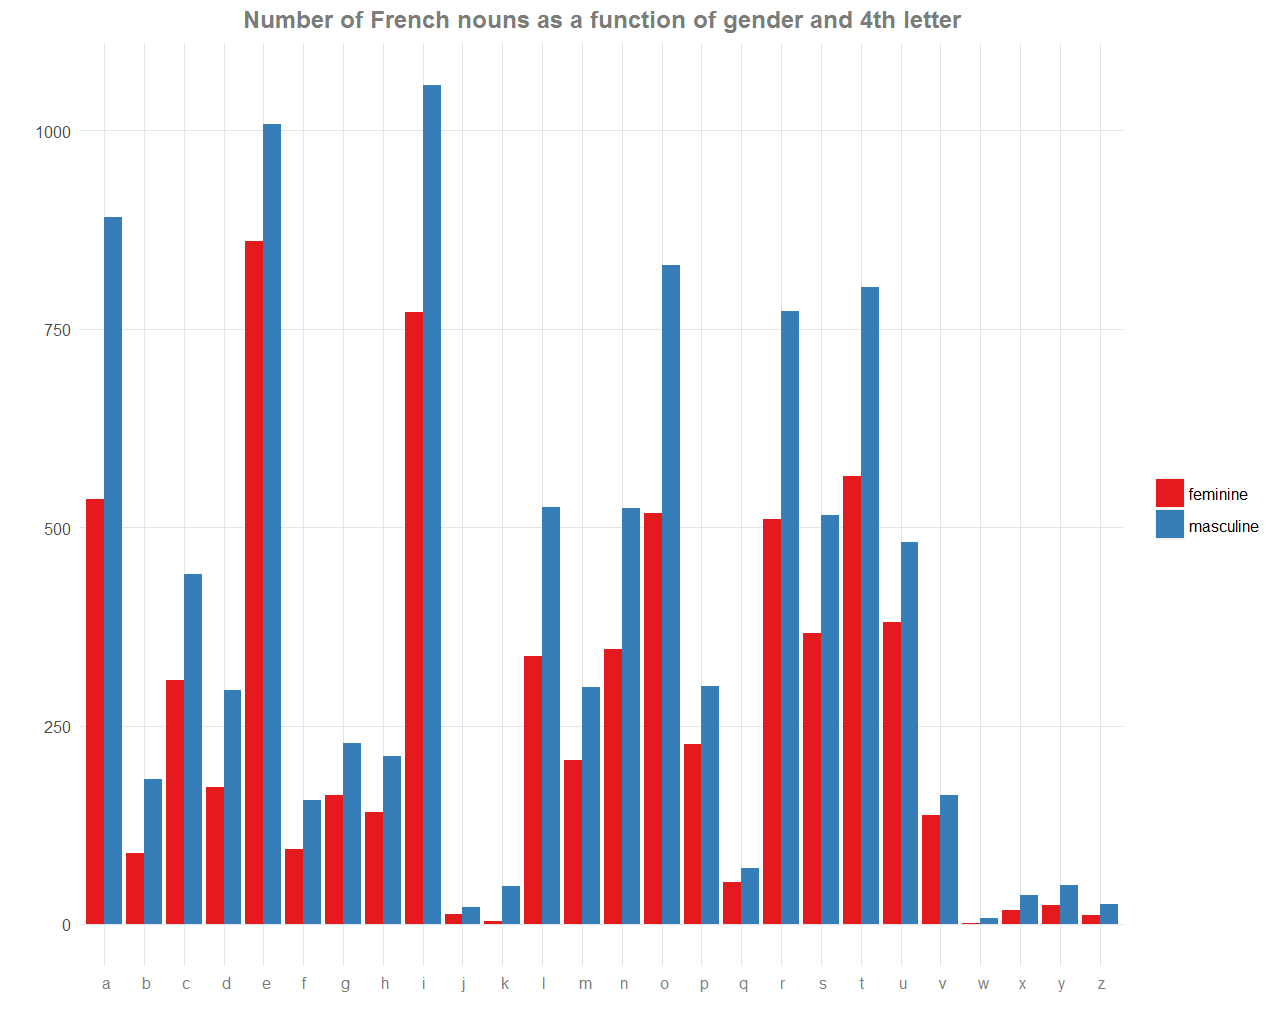 Number of French nouns as a function of gender and 4th letter
1000
750
500
250
0
a b c d e f g h i j k l m n o p q r s t u v w x y z
feminine
masculine